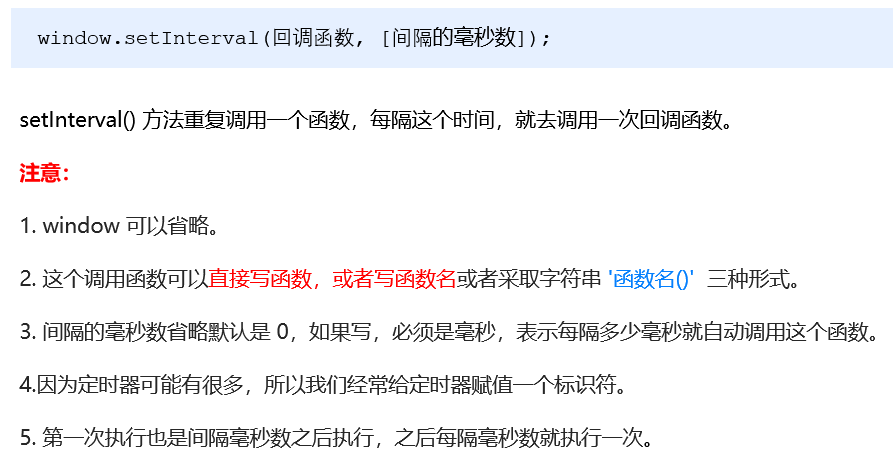 window.setInterval(回调函数, [间隔的毫秒数]);
setInterval() 方法重复调用一个函数，每隔这个时间，就去调用一次回调函数。
注意：
1. window 可以省略。
2. 这个调用函数可以直接写函数，或者写函数名或者采取字符串 '函数名()' 三种形式。
3. 间隔的毫秒数省略默认是 0，如果写，必须是毫秒，表示每隔多少毫秒就自动调用这个函数。
4.因为定时器可能有很多，所以我们经常给定时器赋值一个标识符。
5. 第一次执行也是间隔毫秒数之后执行，之后每隔毫秒数就执行一次。